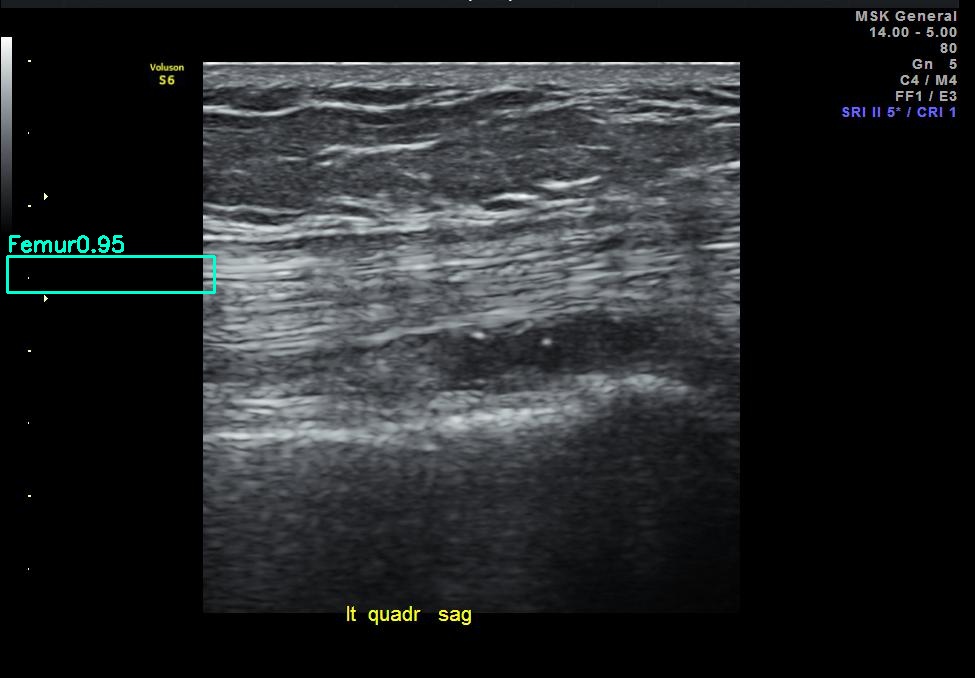 MSK General
14.00 - 5.00
80
Gn 5
C4 / M4
FF1 / E3
SRI II 5* / CRI 1
Voluson
S6
Femur0.95
lt quadr sag